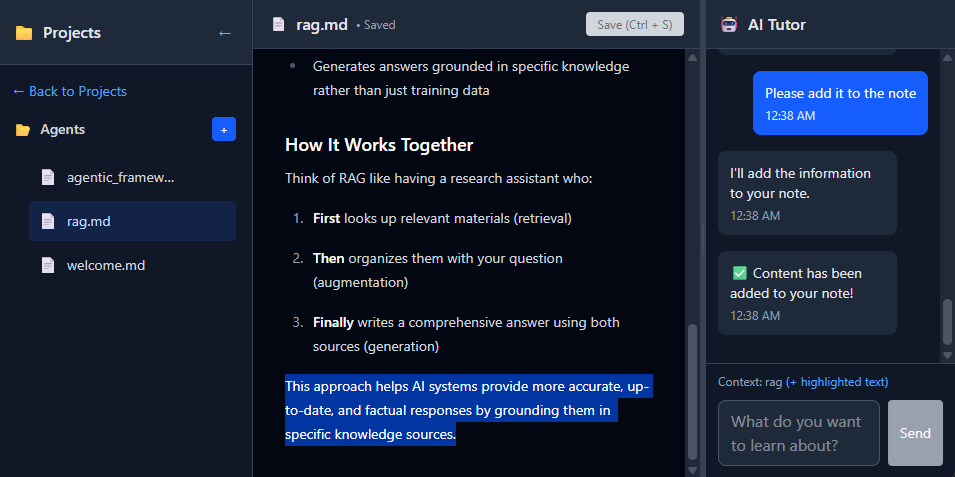 Projects ←
← Back to Projects
Agents +
agentic_framew...
rag.md
welcome.md
rag.md • Saved Save (Ctrl + S)
• Generates answers grounded in specific knowledge
rather than just training data
How It Works Together
Think of RAG like having a research assistant who:
1. First looks up relevant materials (retrieval)
2. Then organizes them with your question
(augmentation)
3. Finally writes a comprehensive answer using both
sources (generation)
This approach helps AI systems provide more accurate, up-
to-date, and factual responses by grounding them in
specific knowledge sources.
AI Tutor
Please add it to the note
12:38 AM
I'll add the information
to your note.
12:38 AM
✅ Content has been
added to your note!
12:38 AM
Context: rag (+ highlighted text)
What do you want
to learn about?
Send